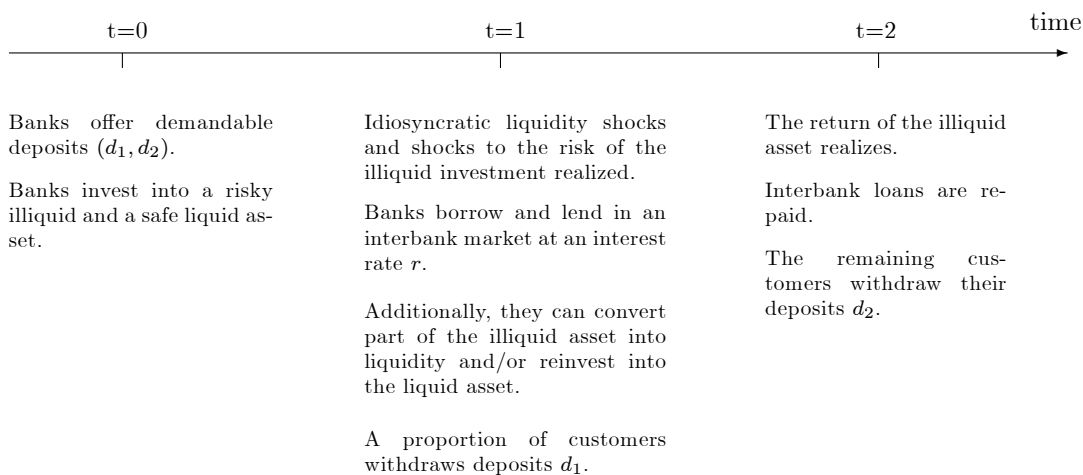 t=0 t=1 t=2 time
Banks offer demandable
deposits (d₁, d₂).
Banks invest into a risky
illiquid and a safe liquid as-
set.
Idiosyncratic liquidity shocks
and shocks to the risk of the
illiquid investment realized.
Banks borrow and lend in an
interbank market at an interest
rate r.
Additionally, they can convert
part of the illiquid asset into
liquidity and/or reinvest into
the liquid asset.
A proportion of customers
withdraws deposits d₁.
The return of the illiquid
asset realizes.
Interbank loans are re-
paid.
The remaining cus-
tomers withdraw their
deposits d₂.